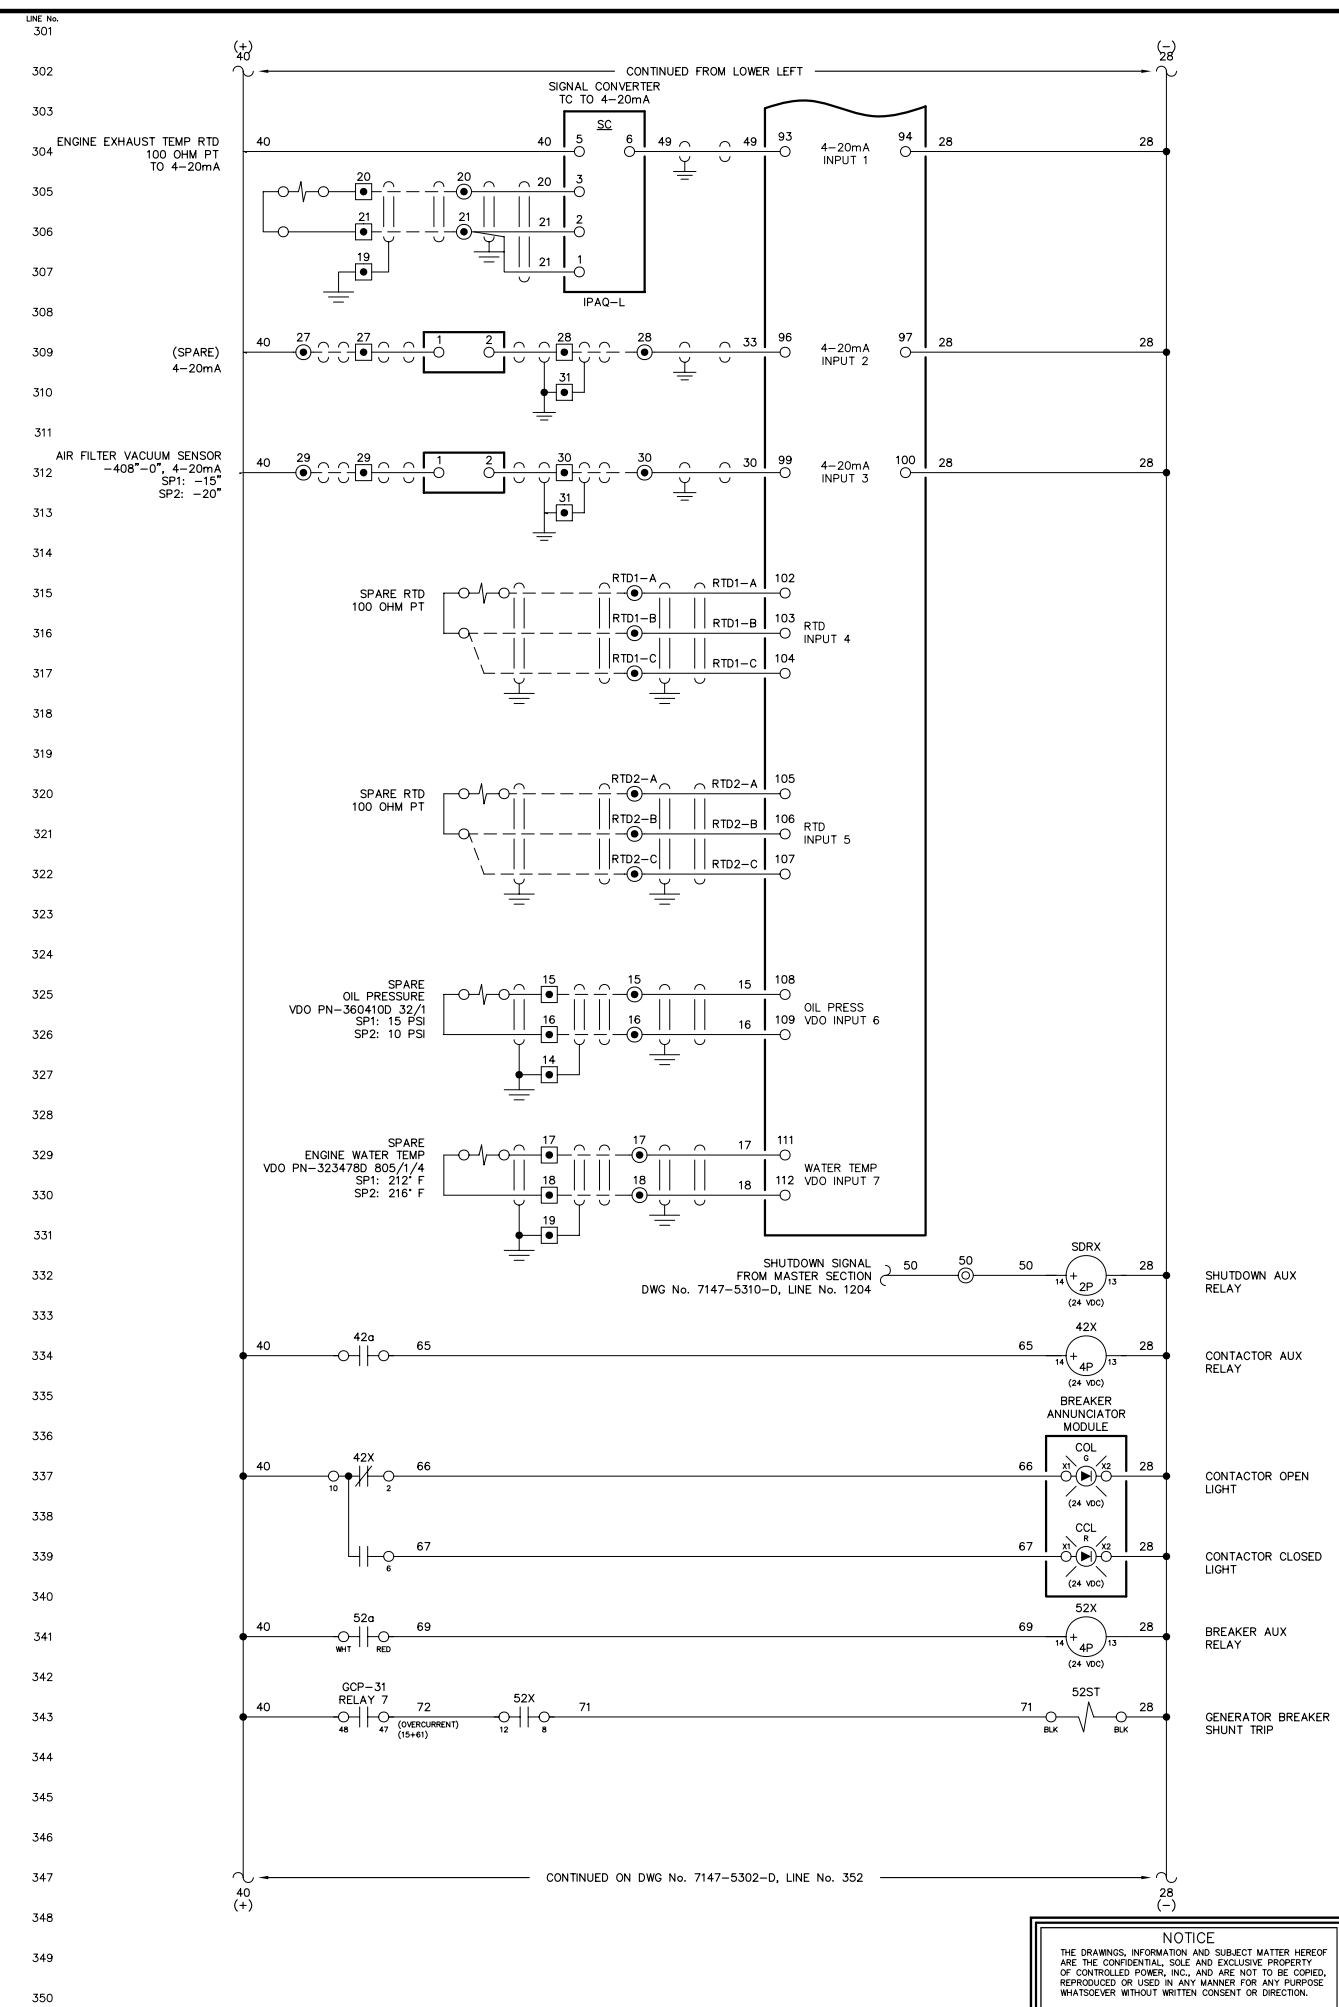 LINE No.
301
(+) (-)
40 28
302 CONTINUED FROM LOWER LEFT
SIGNAL CONVERTER
TC TO 4-20mA
303
SC
304 ENGINE EXHAUST TEMP RTD 40 40 5 6 49 49 93 4-20mA 94 28 28
100 OHM PT INPUT 1
TO 4-20mA
305 20 20 20 3
306 21 21 21 2
307 19 21 1
IPAQ-L
308
309 (SPARE) 40 27 27 1 2 28 28 33 96 4-20mA 97 28 28
4-20mA INPUT 2
310 31
311
AIR FILTER VACUUM SENSOR
312 -408"-0", 4-20mA 40 29 29 1 2 30 30 30 99 4-20mA 100 28 28
SP1: -15" INPUT 3
SP2: -20"
313 31
314
315 SPARE RTD RTD1-A RTD1-A 102
100 OHM PT
316 RTD1-B RTD1-B 103 RTD
INPUT 4
317 RTD1-C RTD1-C 104
318
319
320 SPARE RTD RTD2-A RTD2-A 105
100 OHM PT
321 RTD2-B RTD2-B 106 RTD
INPUT 5
322 RTD2-C RTD2-C 107
323
324
SPARE
325 OIL PRESSURE 15 15 15 108
VDO PN-360410D 32/1 OIL PRESS
SP1: 15 PSI 16 16 16 109 VDO INPUT 6
326 SP2: 10 PSI
327 14
328
SPARE
329 ENGINE WATER TEMP 17 17 17 111
VDO PN-323478D 805/1/4 WATER TEMP
SP1: 212° F 18 18 18 112 VDO INPUT 7
330 SP2: 216° F
331 19
SDRX
SHUTDOWN SIGNAL 50 50 50 28
332 FROM MASTER SECTION 14 + 2P 13 SHUTDOWN AUX
DWG No. 7147-5310-D, LINE No. 1204 (24 VDC) RELAY
333
42a 42X
334 40 65 65 14 + 4P 13 28 CONTACTOR AUX
(24 VDC) RELAY
335
BREAKER
ANNUNCIATOR
MODULE
336
42X COL
G
337 40 10 2 66 66 X1 X2 28 CONTACTOR OPEN
(24 VDC) LIGHT
338
CCL
R
339 6 67 67 X1 X2 28 CONTACTOR CLOSED
(24 VDC) LIGHT
340
52a 52X
341 40 WHT RED 69 69 14 + 4P 13 28 BREAKER AUX
(24 VDC) RELAY
342
GCP-31
RELAY 7 52X 52ST
343 40 48 47 72 12 8 71 71 BLK BLK 28 GENERATOR BREAKER
(OVERCURRENT) SHUNT TRIP
(15+61)
344
345
346
347 CONTINUED ON DWG No. 7147-5302-D, LINE No. 352
40 28
(+) (-)
348
NOTICE
THE DRAWINGS, INFORMATION AND SUBJECT MATTER HEREOF
349 ARE THE CONFIDENTIAL, SOLE AND EXCLUSIVE PROPERTY
OF CONTROLLED POWER, INC., AND ARE NOT TO BE COPIED,
REPRODUCED OR USED IN ANY MANNER FOR ANY PURPOSE
WHATSOEVER WITHOUT WRITTEN CONSENT OR DIRECTION.
350